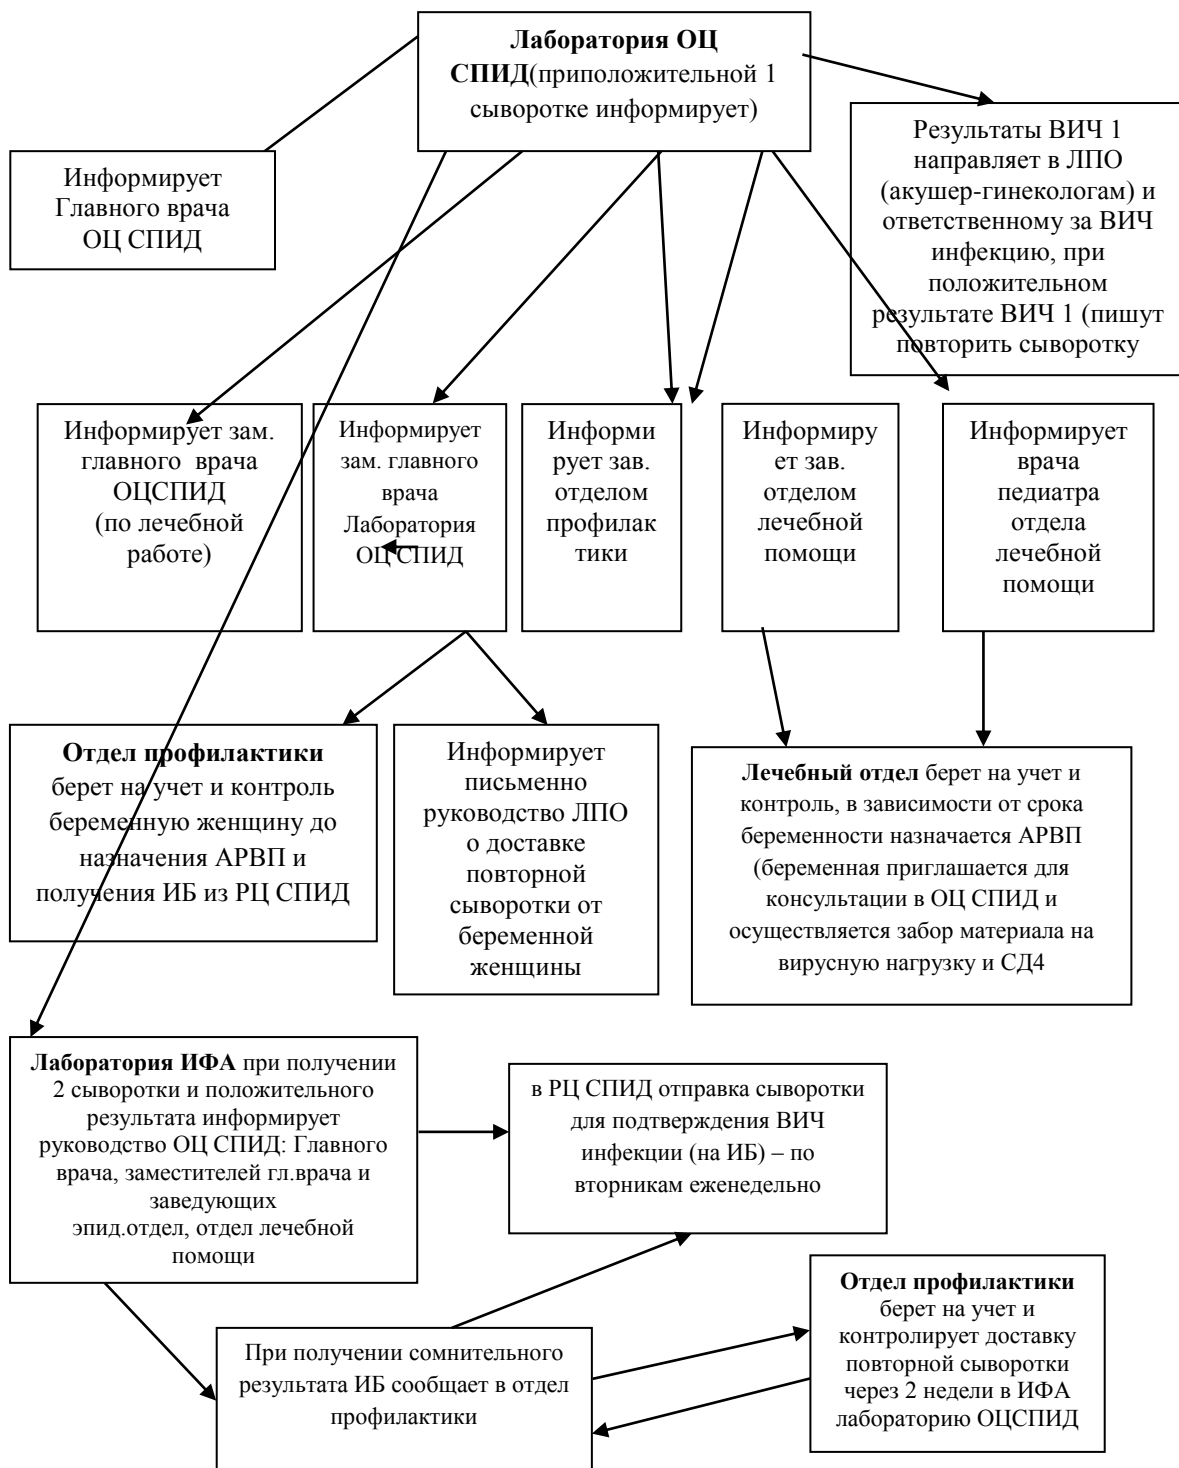 Лаборатория ОЦ
СПИД(приположительной 1
сыворотке информирует)
Информирует
Главного врача
ОЦ СПИД
Результаты ВИЧ 1
направляет в ЛПО
(акушер-гинекологам) и
ответственному за ВИЧ
инфекцию, при
положительном
результате ВИЧ 1 (пишут
повторить сыворотку
Информирует зам.
главного врача
ОЦСПИД
(по лечебной
работе)
Информирует
зам. главного
врача
Лаборатория
ОЦ СПИД
Информи
рует зав.
отделом
профилак
тики
Информиру
ет зав.
отделом
лечебной
помощи
Информирует
врача
педиатра
отдела
лечебной
помощи
Отдел профилактики
берет на учет и контроль
беременную женщину до
назначения АРВП и
получения ИБ из РЦ СПИД
Информирует
письменно
руководство ЛПО
о доставке
повторной
сыворотки от
беременной
женщины
Лечебный отдел берет на учет и
контроль, в зависимости от срока
беременности назначается АРВП
(беременная приглашается для
консультации в ОЦ СПИД и
осуществляется забор материала на
вирусную нагрузку и СД4
Лаборатория ИФА при получении
2 сыворотки и положительного
результата информирует
руководство ОЦ СПИД: Главного
врача, заместителей гл.врача и
заведующих
эпид.отдел, отдел лечебной
помощи
в РЦ СПИД отправка сыворотки
для подтверждения ВИЧ
инфекции (на ИБ) – по
вторникам еженедельно
При получении сомнительного
результата ИБ сообщает в отдел
профилактики
Отдел профилактики
берет на учет и
контролирует доставку
повторной сыворотки
через 2 недели в ИФА
лабораторию ОЦСПИД